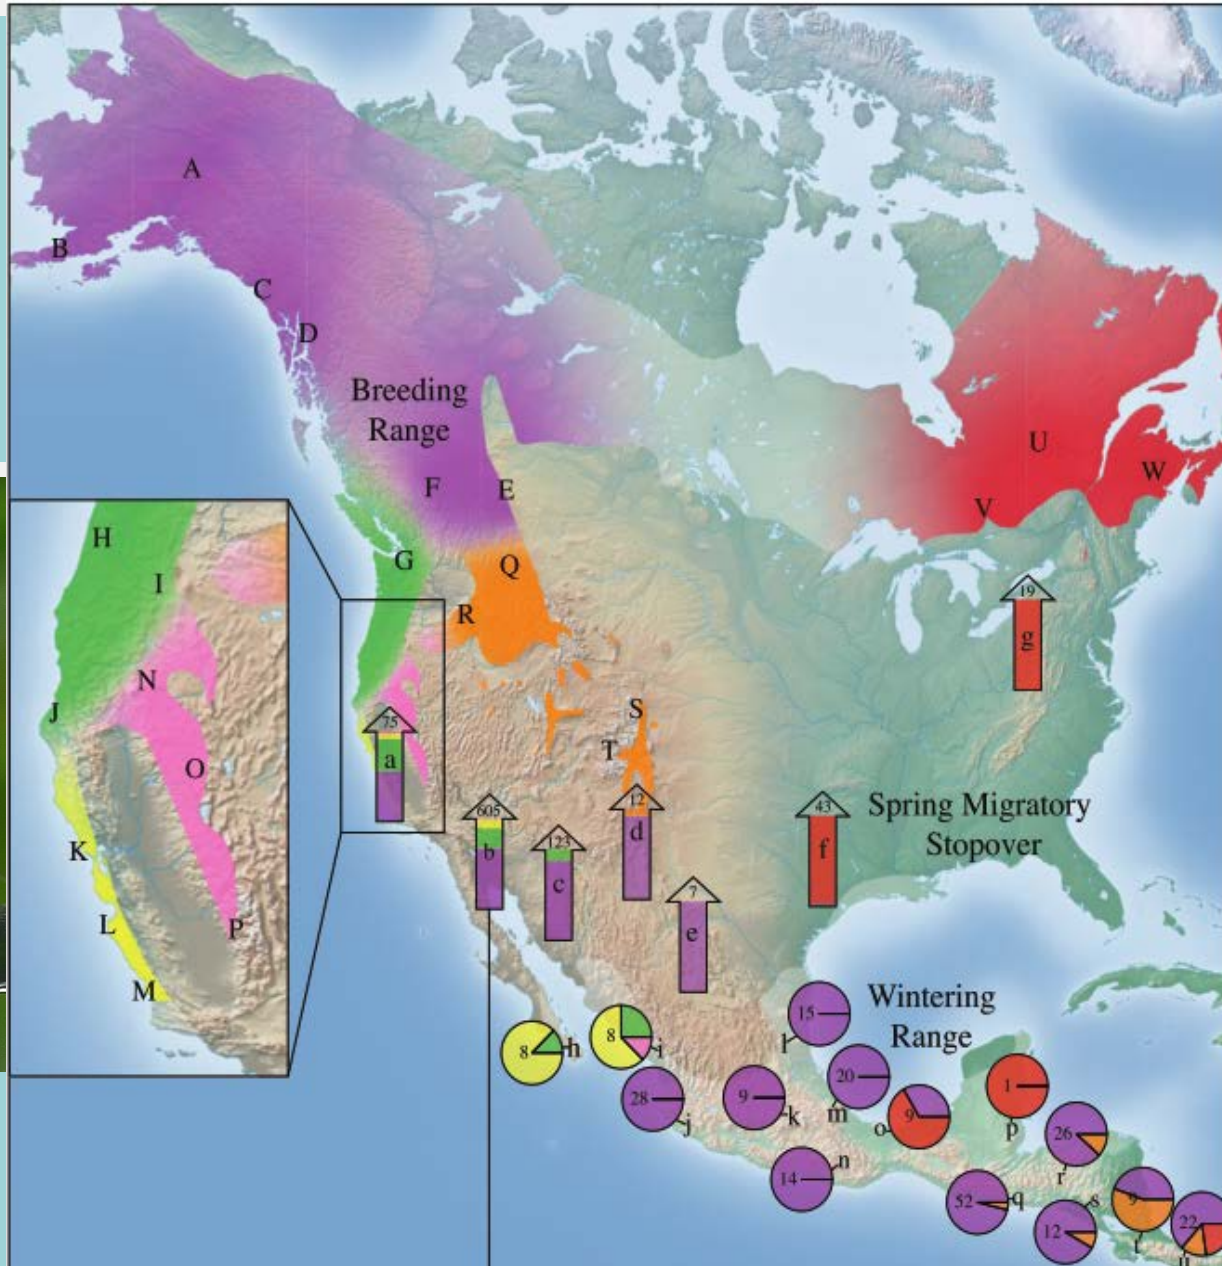 A
B
C
D
Breeding
Range
F
E
U
W
V
G
Q
R
H
I
N
J
O
K
L
P
M
S
T
19
g
75
a
605
b
123
c
12
d
7
e
43
f
Spring Migratory
Stopover
Wintering
Range
8
h
8
i
15
l
28
j
9
k
20
m
9
o
1
p
14
n
26
r
52
q
12
s
9
t
22
u